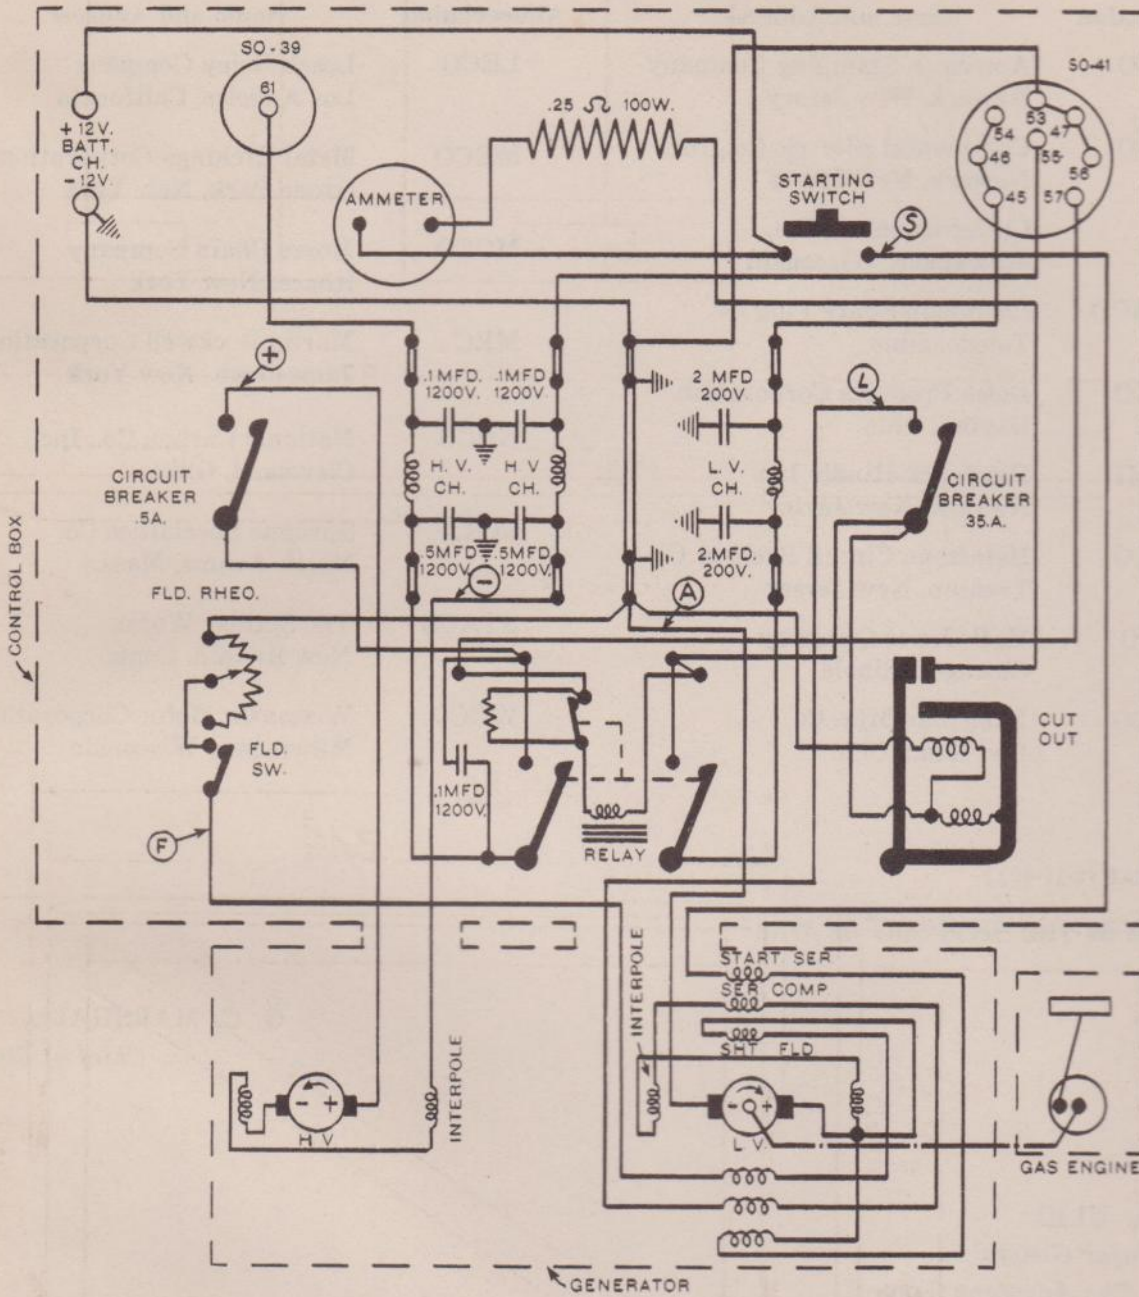 SO-39
61
+ 12V.
BATT.
CH.
- 12V.
.25 Ω 100W.
AMMETER
STARTING
SWITCH
S
SO-41
53
54
47
46
55
56
45
57
+
.1MFD.
1200V.
.1MFD
1200V.
2 MFD
200V.
L
CIRCUIT
BREAKER
.5A.
H. V.
CH.
H. V
CH.
L. V.
CH.
CIRCUIT
BREAKER
35.A.
.5MFD
1200V.
.5MFD
1200V.
2.MFD.
200V.
-
A
CONTROL BOX
FLD. RHEO.
FLD.
SW.
F
.1MFD
1200V.
RELAY
CUT
OUT
START SER
SER COMP
SHT FLD
INTERPOLE
INTERPOLE
- +
H. V.
- +
L. V.
GAS ENGINE
GENERATOR